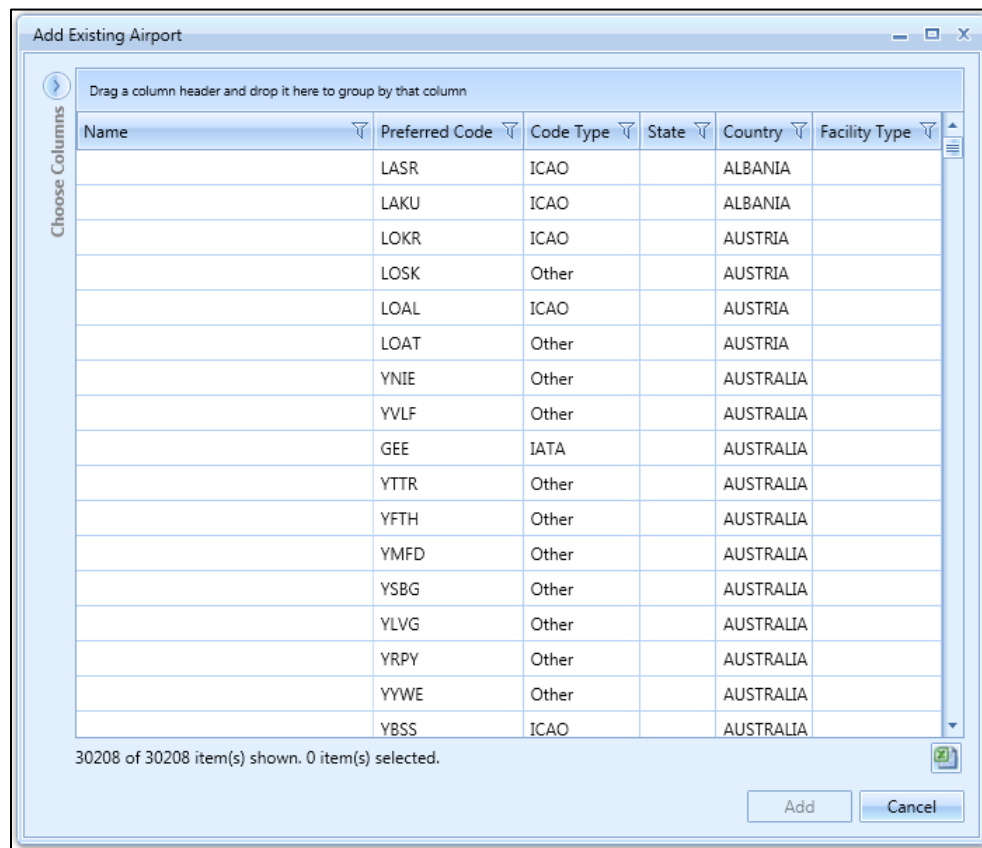 Add Existing Airport
Choose Columns
Drag a column header and drop it here to group by that column
Name Preferred Code Code Type State Country Facility Type
LASR ICAO ALBANIA
LAKU ICAO ALBANIA
LOKR ICAO AUSTRIA
LOSK Other AUSTRIA
LOAL ICAO AUSTRIA
LOAT Other AUSTRIA
YNIE Other AUSTRALIA
YVLF Other AUSTRALIA
GEE IATA AUSTRALIA
YTTR Other AUSTRALIA
YFTH Other AUSTRALIA
YMFD Other AUSTRALIA
YSBG Other AUSTRALIA
YLVG Other AUSTRALIA
YRPY Other AUSTRALIA
YYWE Other AUSTRALIA
YBSS ICAO AUSTRALIA
30208 of 30208 item(s) shown. 0 item(s) selected.
Add Cancel